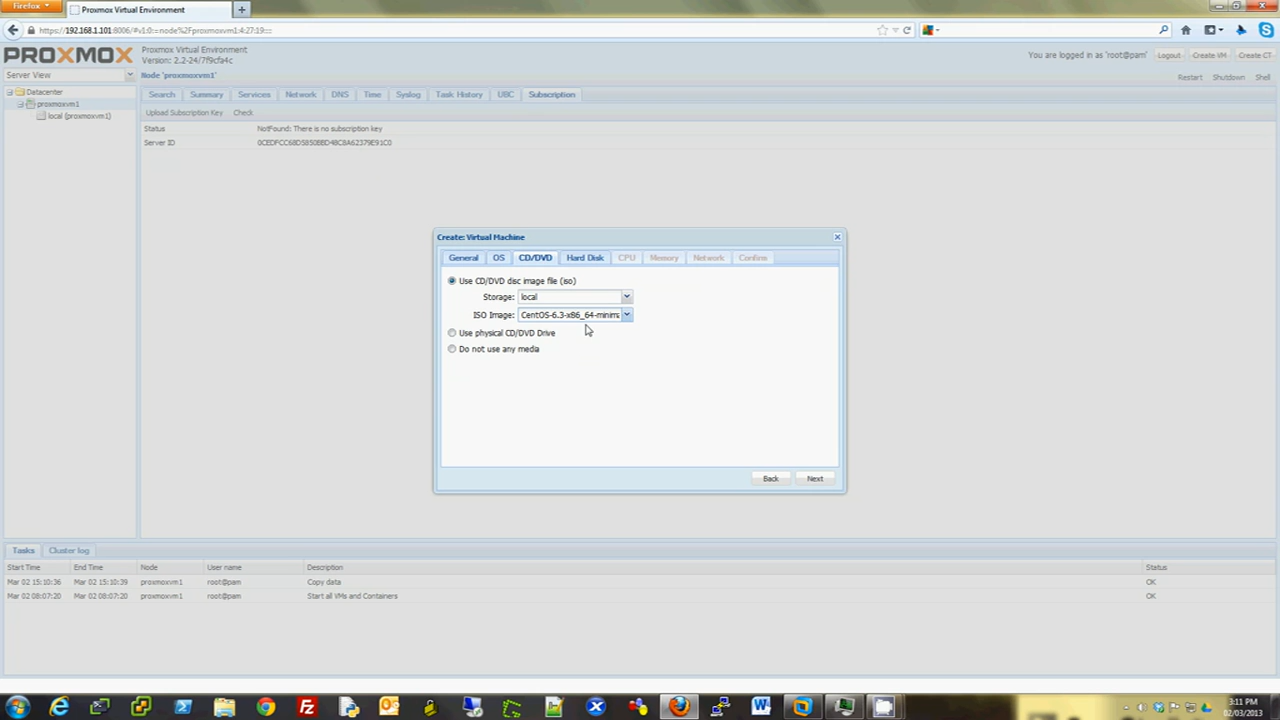 Firefox
Proxmox Virtual Environment
https://192.168.1.101:8006/#v1:0:=node%2Fproxmoxvm1:4:27:19::::
PROXMOX
Proxmox Virtual Environment
Version: 2.2-24/7f9cfa4c
You are logged in as 'root@pam'
Logout
Create VM
Create CT
Server View
Node 'proxmoxvm1'
Restart
Shutdown
Shell
Datacenter
proxmoxvm1
local (proxmoxvm1)
Search
Summary
Services
Network
DNS
Time
Syslog
Task History
UBC
Subscription
Upload Subscription Key
Check
Status
NotFound: There is no subscription key
Server ID
Create: Virtual Machine
General
OS
CD/DVD
Hard Disk
CPU
Memory
Network
Confirm
Use CD/DVD disc image file (iso)
Storage: local
ISO Image: CentOS-6.3-x86_64-minima
Use physical CD/DVD Drive
Do not use any media
Back
Next
Tasks
Cluster log
Start Time
End Time
Node
User name
Description
Status
Mar 02 15:10:36
Mar 02 15:10:39
proxmoxvm1
root@pam
Copy data
OK
Mar 02 08:07:20
Mar 02 08:07:20
proxmoxvm1
root@pam
Start all VMs and Containers
OK
3:11 PM
02/03/2013